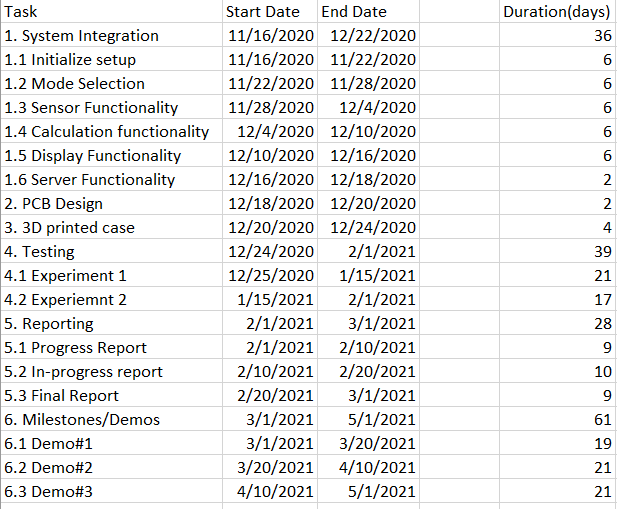 Task Start Date End Date Duration(days)
1. System Integration 11/16/2020 12/22/2020 36
1.1 Initialize setup 11/16/2020 11/22/2020 6
1.2 Mode Selection 11/22/2020 11/28/2020 6
1.3 Sensor Functionality 11/28/2020 12/4/2020 6
1.4 Calculation functionality 12/4/2020 12/10/2020 6
1.5 Display Functionality 12/10/2020 12/16/2020 6
1.6 Server Functionality 12/16/2020 12/18/2020 2
2. PCB Design 12/18/2020 12/20/2020 2
3. 3D printed case 12/20/2020 12/24/2020 4
4. Testing 12/24/2020 2/1/2021 39
4.1 Experiment 1 12/25/2020 1/15/2021 21
4.2 Experiemnt 2 1/15/2021 2/1/2021 17
5. Reporting 2/1/2021 3/1/2021 28
5.1 Progress Report 2/1/2021 2/10/2021 9
5.2 In-progress report 2/10/2021 2/20/2021 10
5.3 Final Report 2/20/2021 3/1/2021 9
6. Milestones/Demos 3/1/2021 5/1/2021 61
6.1 Demo#1 3/1/2021 3/20/2021 19
6.2 Demo#2 3/20/2021 4/10/2021 21
6.3 Demo#3 4/10/2021 5/1/2021 21